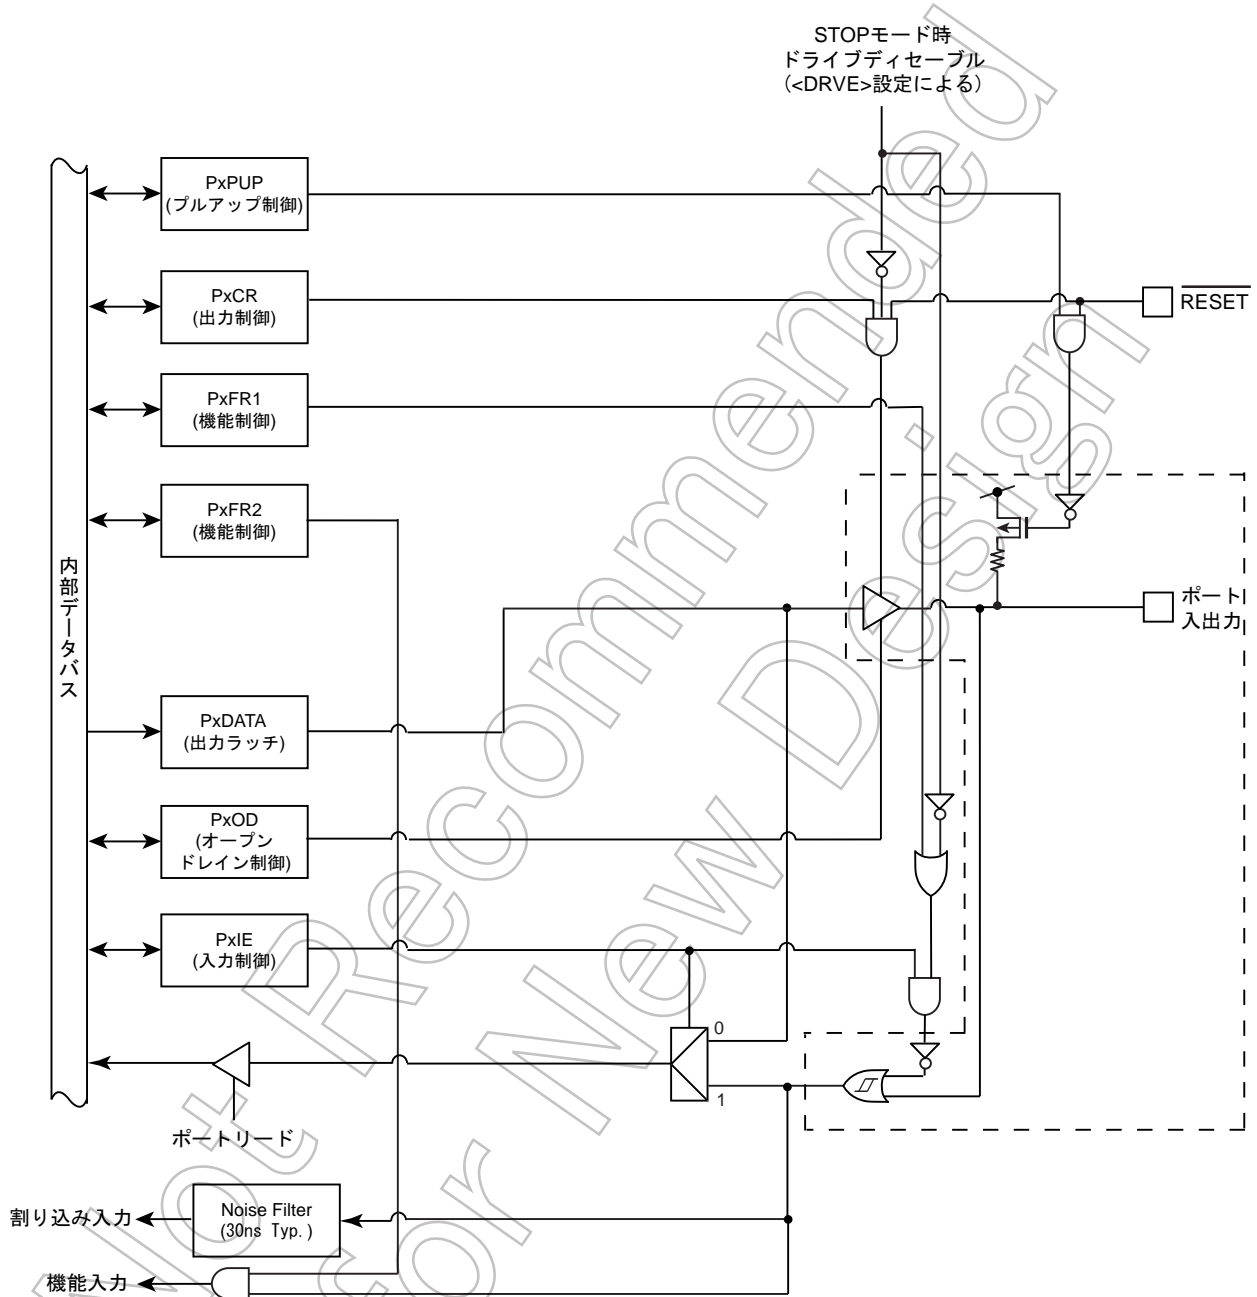 STOPモード時
ドライブディセーブル
(<DRVE>設定による)
PxPUP
(プルアップ制御)
PxCR
(出力制御)
RESET
PxFR1
(機能制御)
PxFR2
(機能制御)
内部データバス
ポート
入出力
PxDATA
(出力ラッチ)
PxOD
(オープン
ドレイン制御)
PxIE
(入力制御)
0
1
ポートリード
割り込み入力
Noise Filter
(30ns Typ.)
機能入力
Not Recommended
for New Design